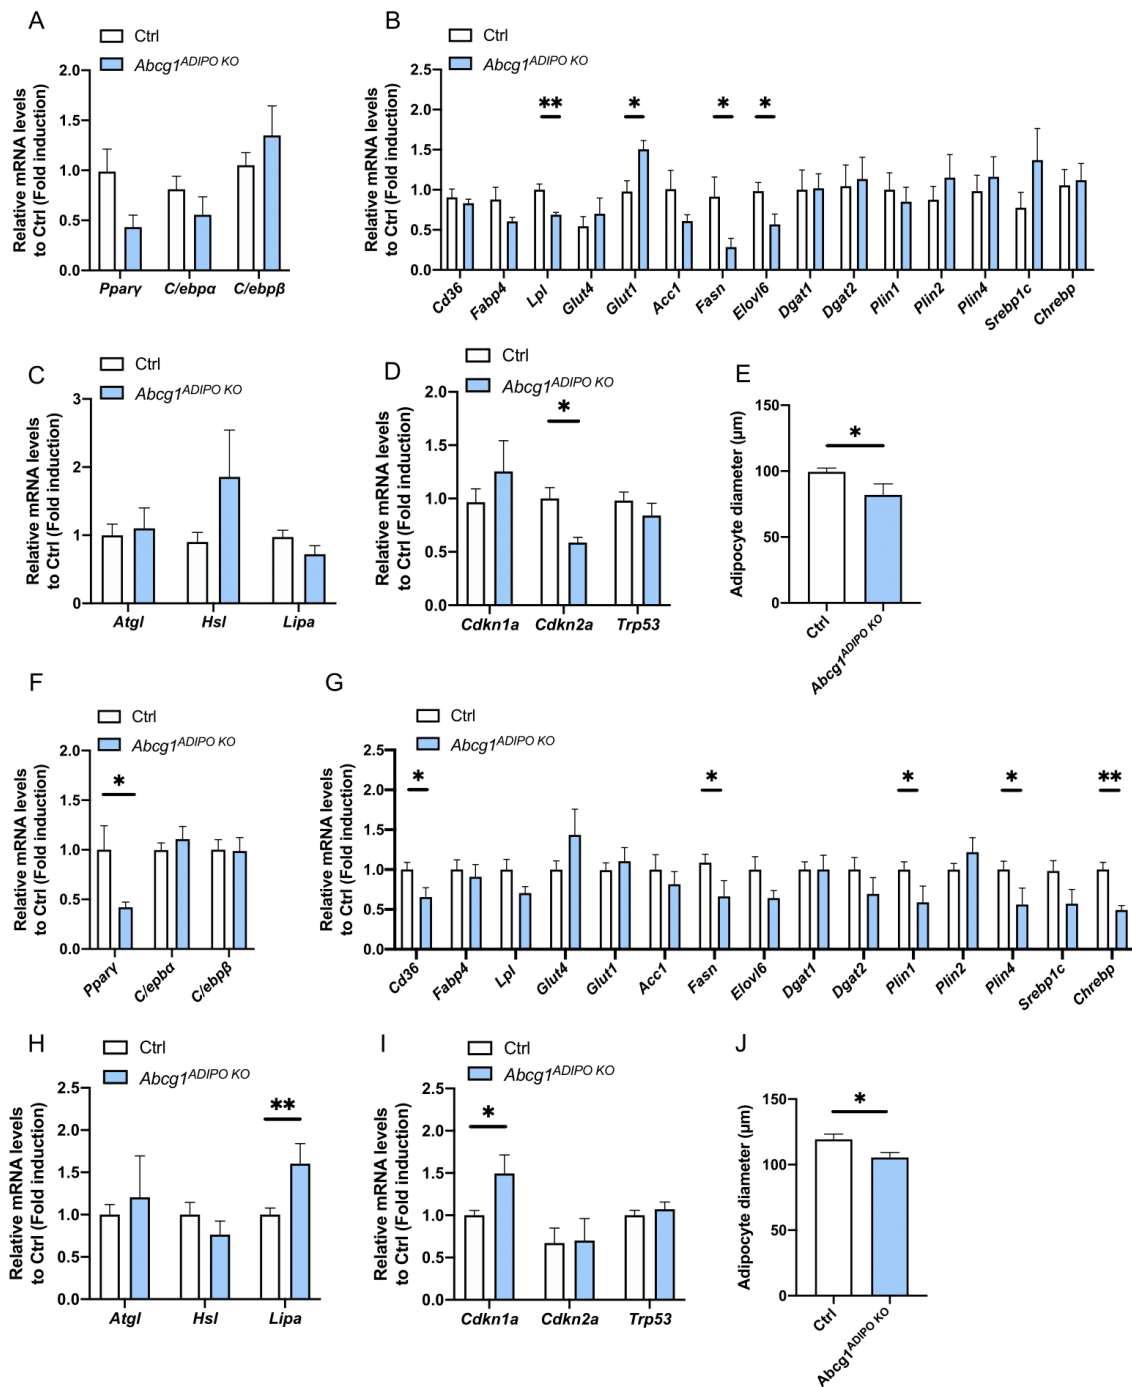 A
Ctrl
Abcg1ADIPO KO
Relative mRNA levels
to Ctrl (Fold induction)
2.0
1.5
1.0
0.5
0.0
Pparγ
C/ebpα
C/ebpβ
B
Ctrl
Abcg1ADIPO KO
Relative mRNA levels
to Ctrl (Fold induction)
2.5
2.0
1.5
1.0
0.5
0.0
**
*
*
*
Cd36
Fabp4
Lpl
Glut4
Glut1
Acc1
Fasn
Elovl6
Dgat1
Dgat2
Plin1
Plin2
Plin4
Srebp1c
Chrebp
C
Ctrl
Abcg1ADIPO KO
Relative mRNA levels
to Ctrl (Fold induction)
3
2
1
0
Atgl
Hsl
Lipa
D
Ctrl
Abcg1ADIPO KO
Relative mRNA levels
to Ctrl (Fold induction)
2.0
1.5
1.0
0.5
0.0
*
Cdkn1a
Cdkn2a
Trp53
E
Adipocyte diameter (µm)
150
100
50
0
*
Ctrl
Abcg1ADIPO KO
F
Ctrl
Abcg1ADIPO KO
Relative mRNA levels
to Ctrl (Fold induction)
2.0
1.5
1.0
0.5
0.0
*
Pparγ
C/epbα
C/ebpβ
G
Ctrl
Abcg1ADIPO KO
Relative mRNA levels
to Ctrl (Fold induction)
2.5
2.0
1.5
1.0
0.5
0.0
*
*
*
*
**
Cd36
Fabp4
Lpl
Glut4
Glut1
Acc1
Fasn
Elovl6
Dgat1
Dgat2
Plin1
Plin2
Plin4
Srebp1c
Chrebp
H
Ctrl
Abcg1ADIPO KO
Relative mRNA levels
to Ctrl (Fold induction)
2.5
2.0
1.5
1.0
0.5
0.0
**
Atgl
Hsl
Lipa
I
Ctrl
Abcg1ADIPO KO
Relative mRNA levels
to Ctrl (Fold induction)
2.5
2.0
1.5
1.0
0.5
0.0
*
Cdkn1a
Cdkn2a
Trp53
J
Adipocyte diameter (µm)
150
100
50
0
*
Ctrl
Abcg1ADIPO KO